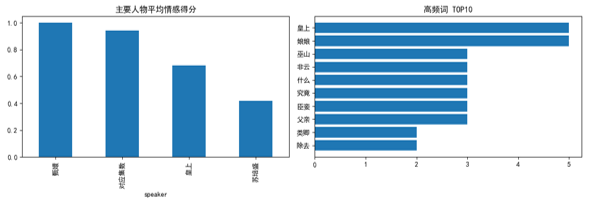 主要人物平均情感得分
1.0
0.8
0.6
0.4
0.2
0.0
甄嬛
对应集数
皇上
苏培盛
speaker
高频词 TOP10
皇上
娘娘
巫山
非云
什么
究竟
臣妾
父亲
类卿
除去
0 1 2 3 4 5